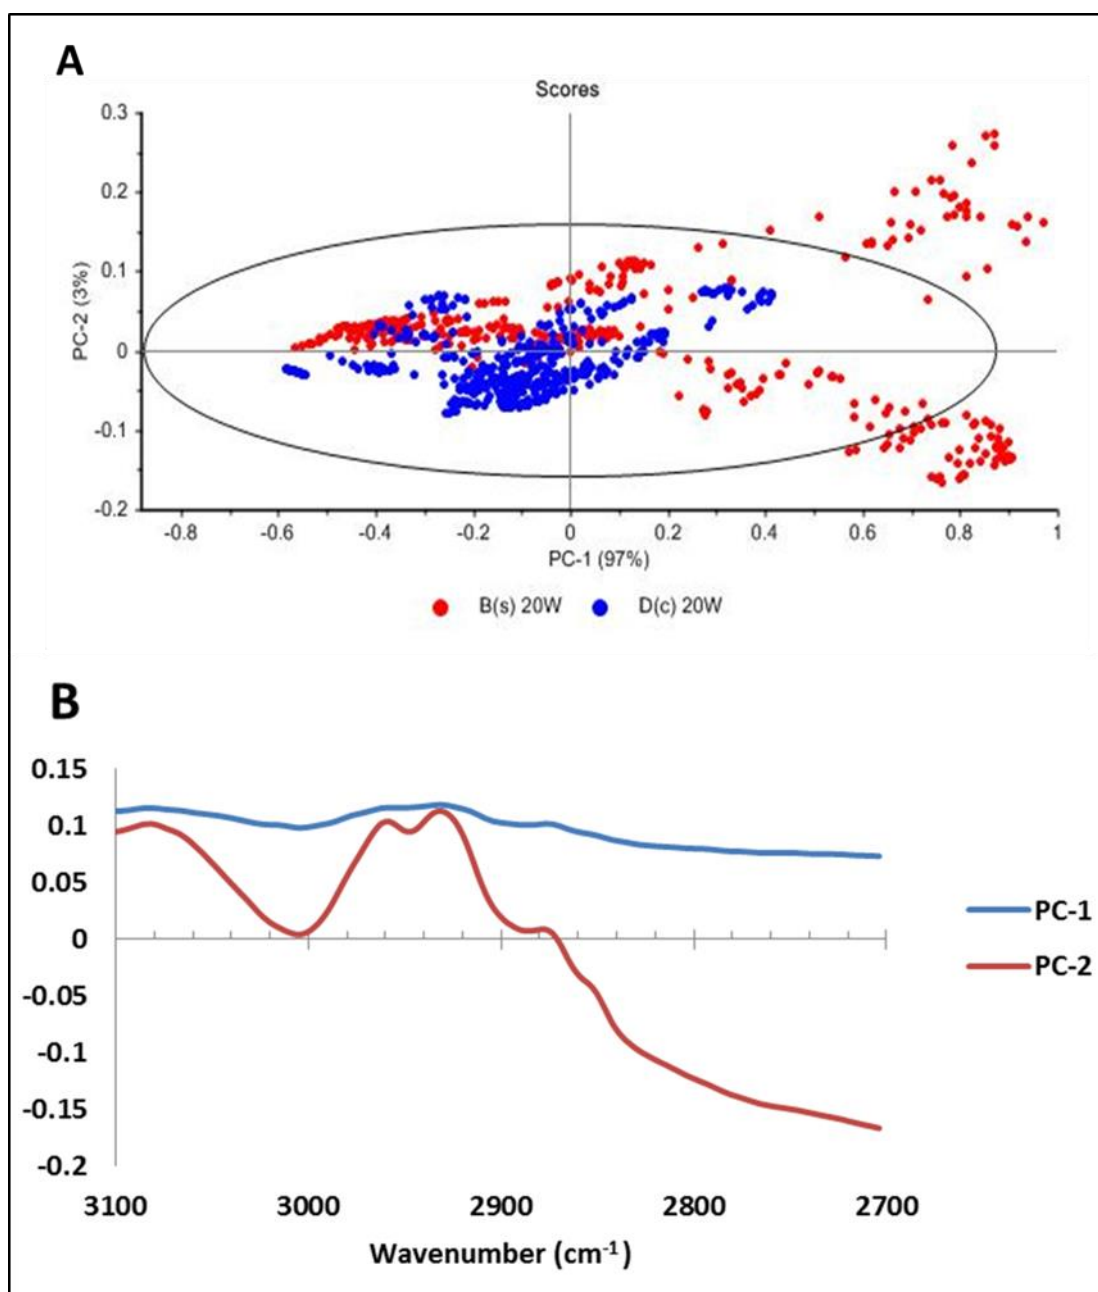 A
Scores
0.3
0.2
0.1
0
-0.1
-0.2
PC-2 (3%)
-0.8 -0.6 -0.4 -0.2 0 0.2 0.4 0.6 0.8 1
PC-1 (97%)
B(s) 20W D(c) 20W
B
0.15
0.1
0.05
0
-0.05
-0.1
-0.15
-0.2
PC-1
PC-2
3100 3000 2900 2800 2700
Wavenumber (cm⁻¹)